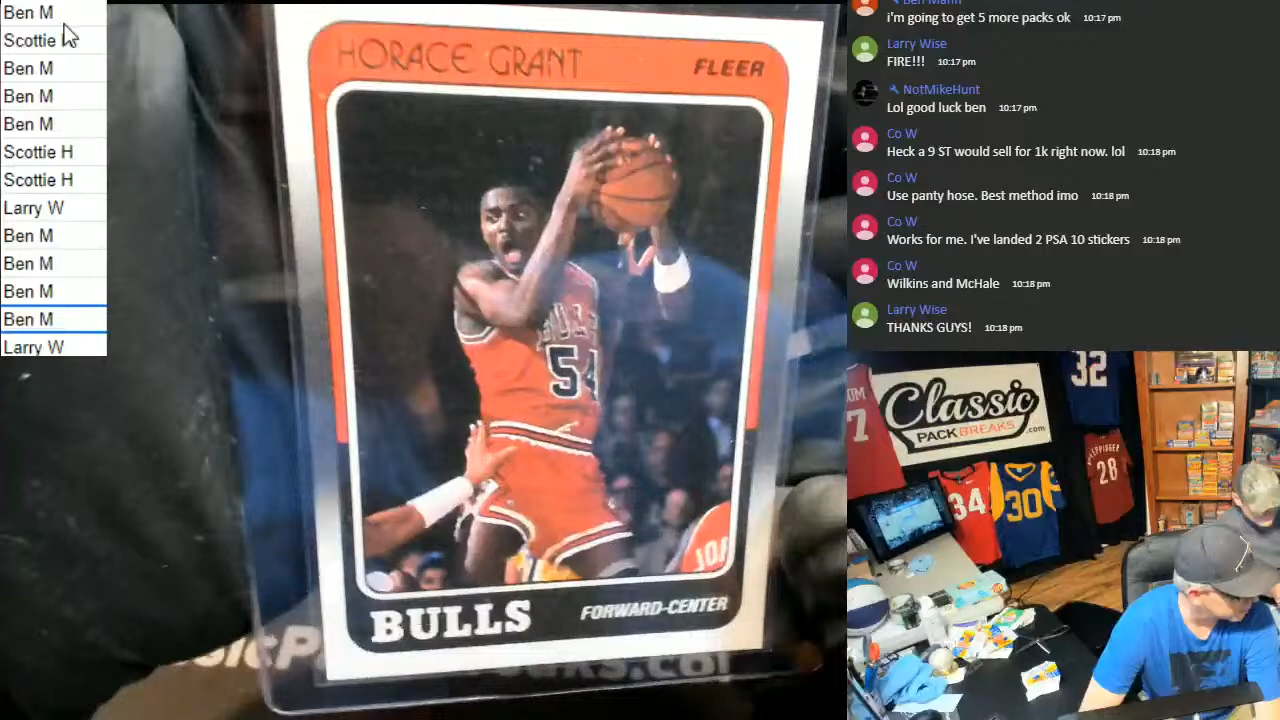 Ben M
Scottie
Ben M
Ben M
Ben M
Scottie H
Scottie H
Larry W
Ben M
Ben M
Ben M
Ben M
Larry W
HORACE GRANT
FLEER
54
BULLS
FORWARD-CENTER
i'm going to get 5 more packs ok 10:17 pm
Larry Wise
FIRE!!! 10:17 pm
NotMikeHunt
Lol good luck ben 10:17 pm
Co W
Heck a 9 ST would sell for 1k right now. lol 10:18 pm
Co W
Use panty hose. Best method imo 10:18 pm
Co W
Works for me. I've landed 2 PSA 10 stickers 10:18 pm
Co W
Wilkins and McHale 10:18 pm
Larry Wise
THANKS GUYS! 10:18 pm
32
7
Classic
PACKBREAKS.com
34
30
28